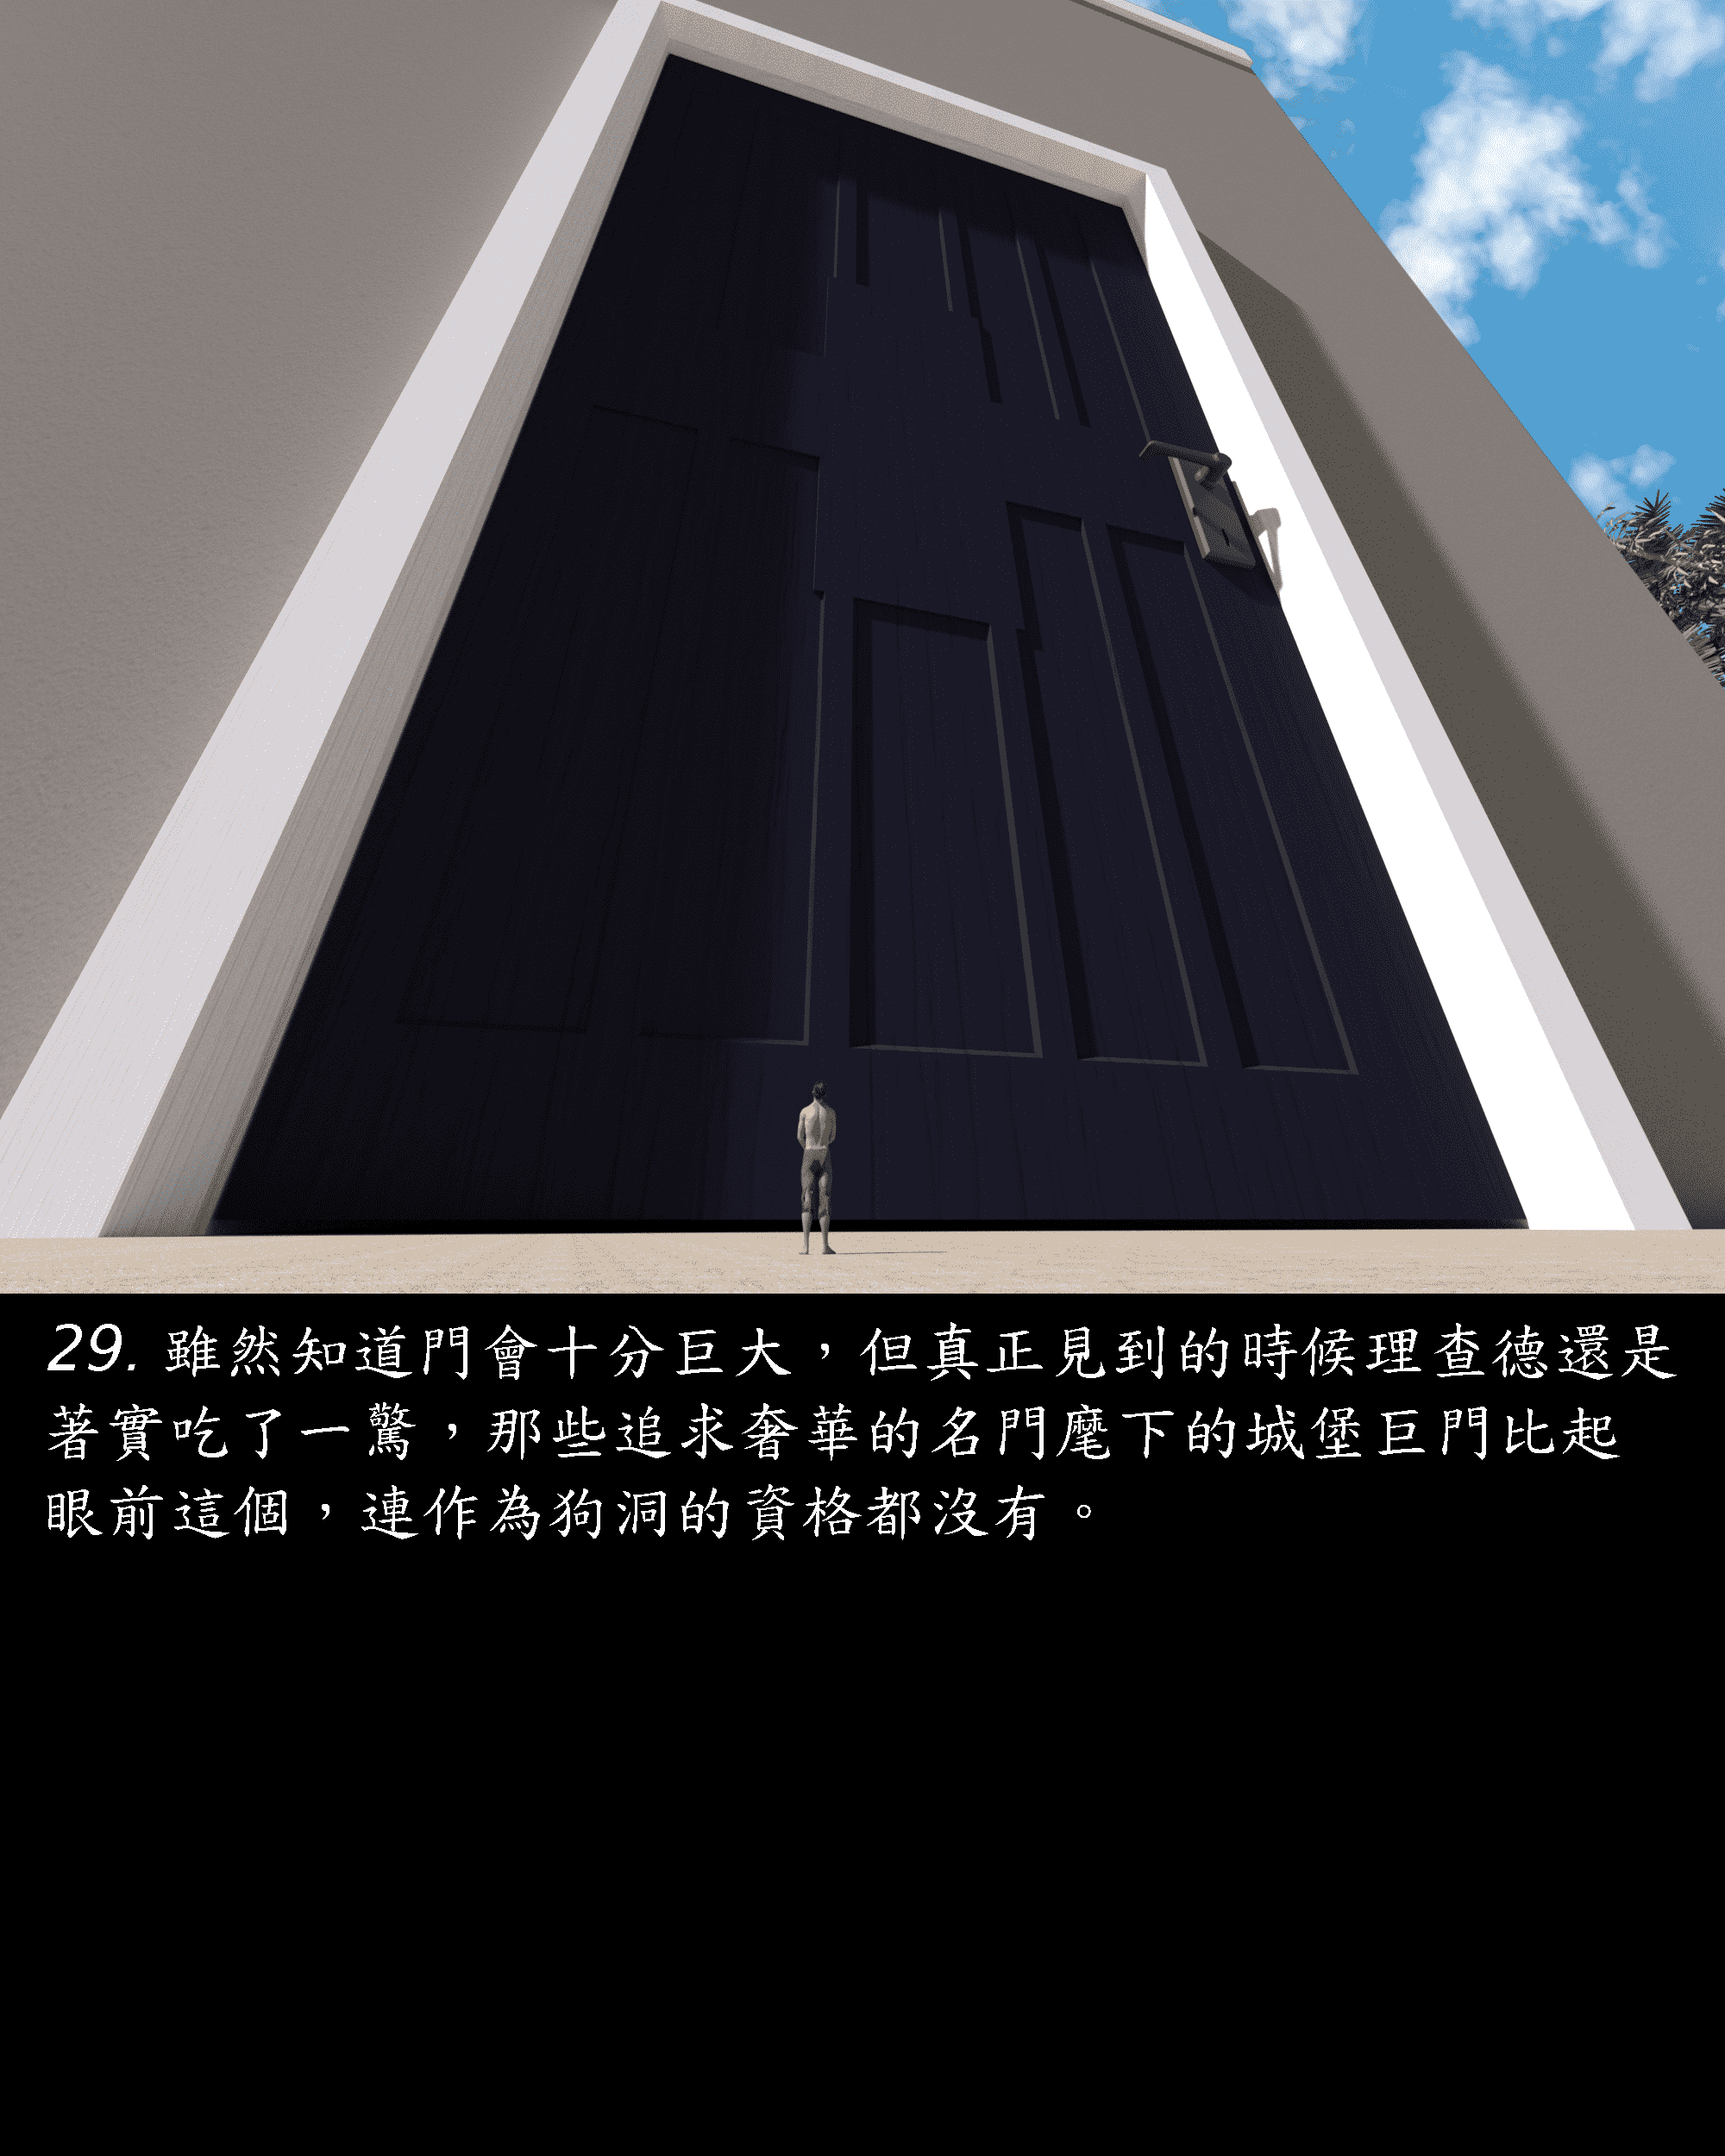 29. 雖然知道門會十分巨大，但真正見到的時候理查德還是
著實吃了一驚，那些追求奢華的名門麾下的城堡巨門比起
眼前這個，連作為狗洞的資格都沒有。